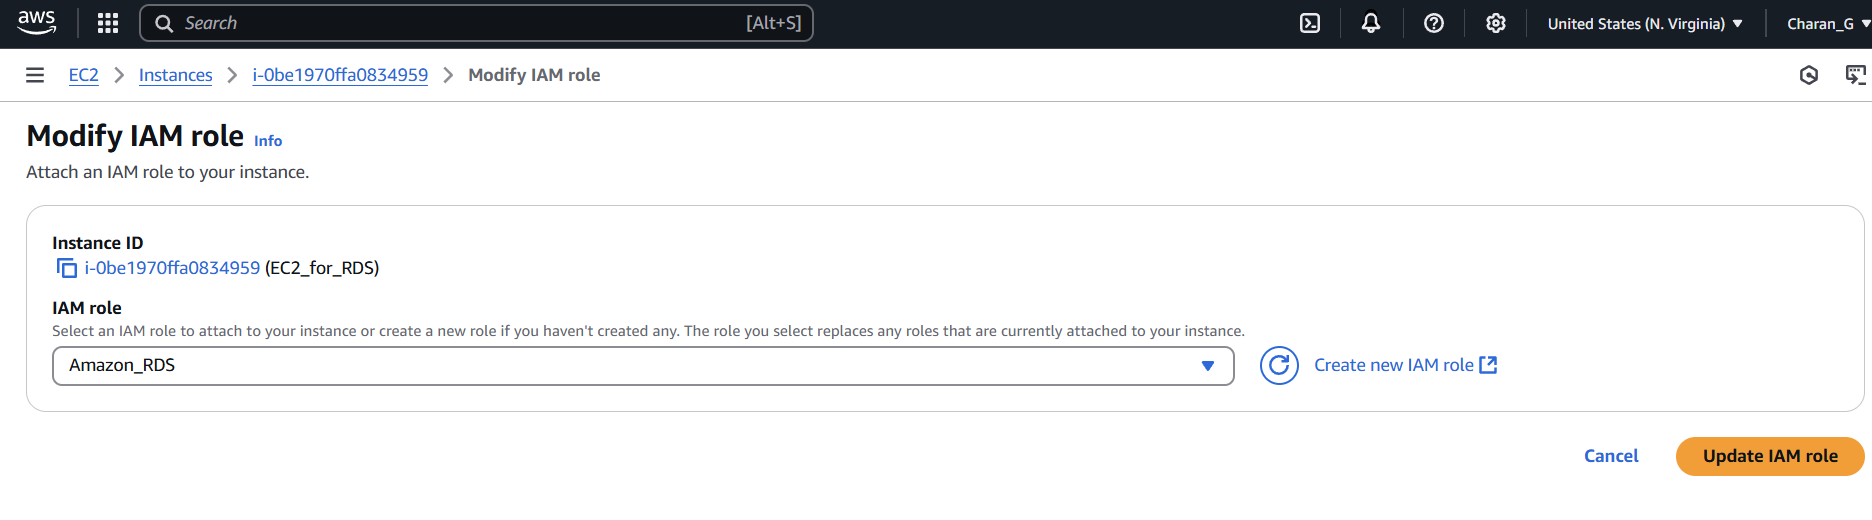 aws Search [Alt+S] United States (N. Virginia) Charan_G
EC2 Instances i-0be1970ffa0834959 Modify IAM role
Modify IAM role Info
Attach an IAM role to your instance.
Instance ID
i-0be1970ffa0834959 (EC2_for_RDS)
IAM role
Select an IAM role to attach to your instance or create a new role if you haven't created any. The role you select replaces any roles that are currently attached to your instance.
Amazon_RDS Create new IAM role
Cancel Update IAM role